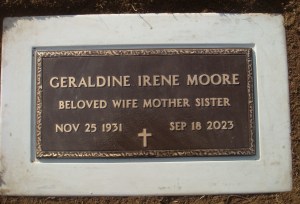 GERALDINE IRENE MOORE
BELOVED WIFE MOTHER SISTER
NOV 25 1931 SEP 18 2023